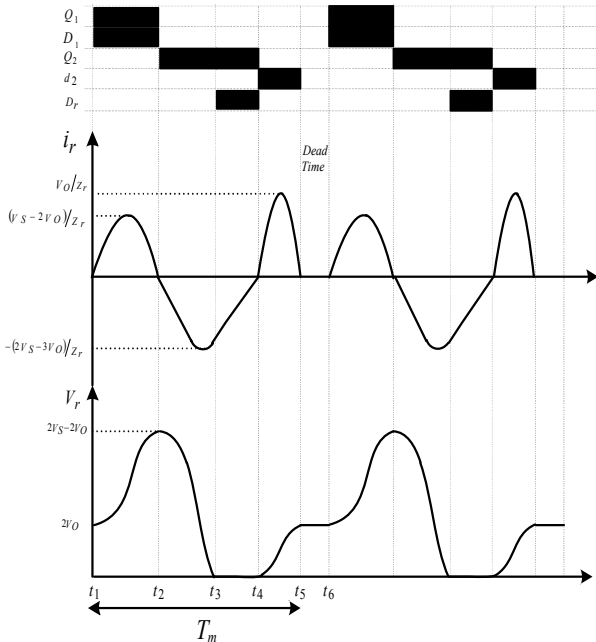 Q1
D1
Q2
d2
Dr
ir
Dead
Time
VO/Zr
(VS−2VO)/Zr
-(2VS−3VO)/Zr
Vr
2VS−2VO
2VO
t1 t2 t3 t4 t5 t6
Tm